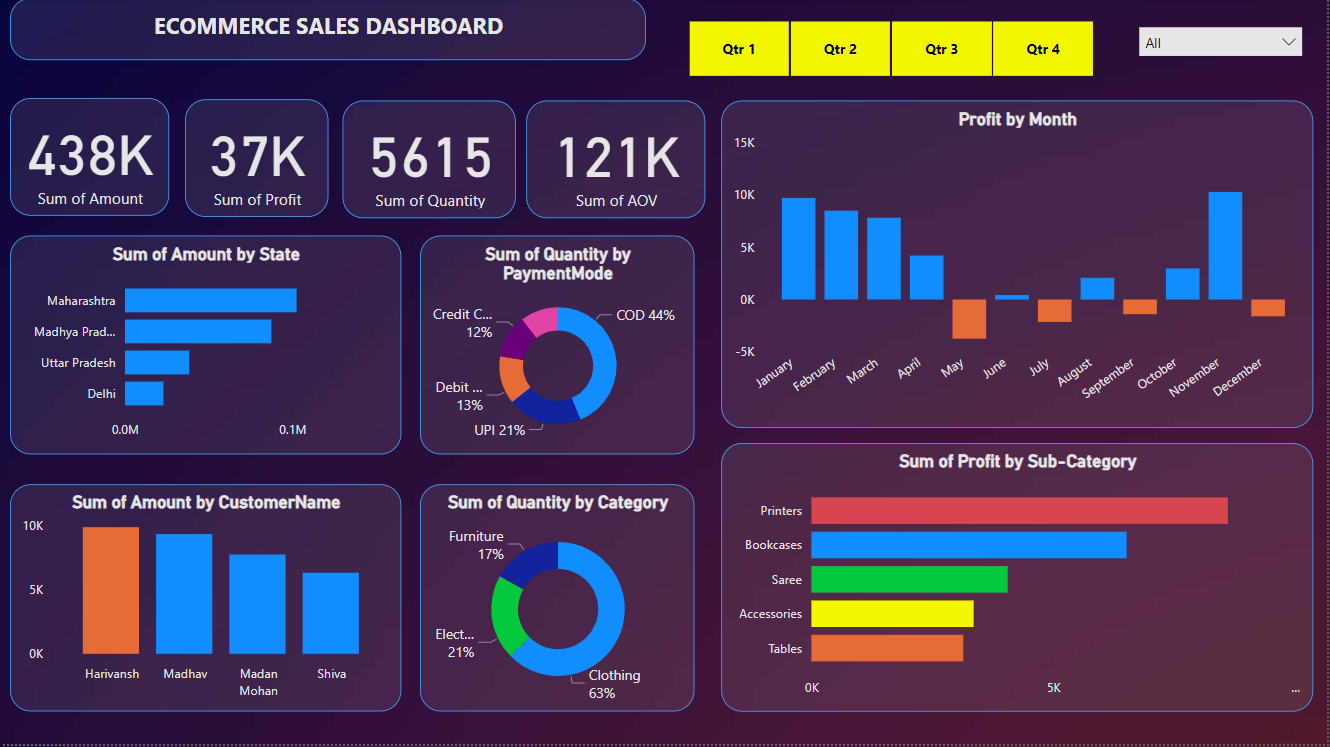 ECOMMERCE SALES DASHBOARD
Qtr 1
Qtr 2
Qtr 3
Qtr 4
All
438K
Sum of Amount
37K
Sum of Profit
5615
Sum of Quantity
121K
Sum of AOV
Profit by Month
15K
10K
5K
0K
-5K
January
February
March
April
May
June
July
August
September
October
November
December
Sum of Amount by State
Maharashtra
Madhya Prad...
Uttar Pradesh
Delhi
0.0M
0.1M
Sum of Quantity by
PaymentMode
Credit C...
12%
COD 44%
Debit ...
13%
UPI 21%
Sum of Profit by Sub-Category
Printers
Bookcases
Saree
Accessories
Tables
0K
5K
...
Sum of Amount by CustomerName
10K
5K
0K
Harivansh
Madhav
Madan
Mohan
Shiva
Sum of Quantity by Category
Furniture
17%
Elect...
21%
Clothing
63%